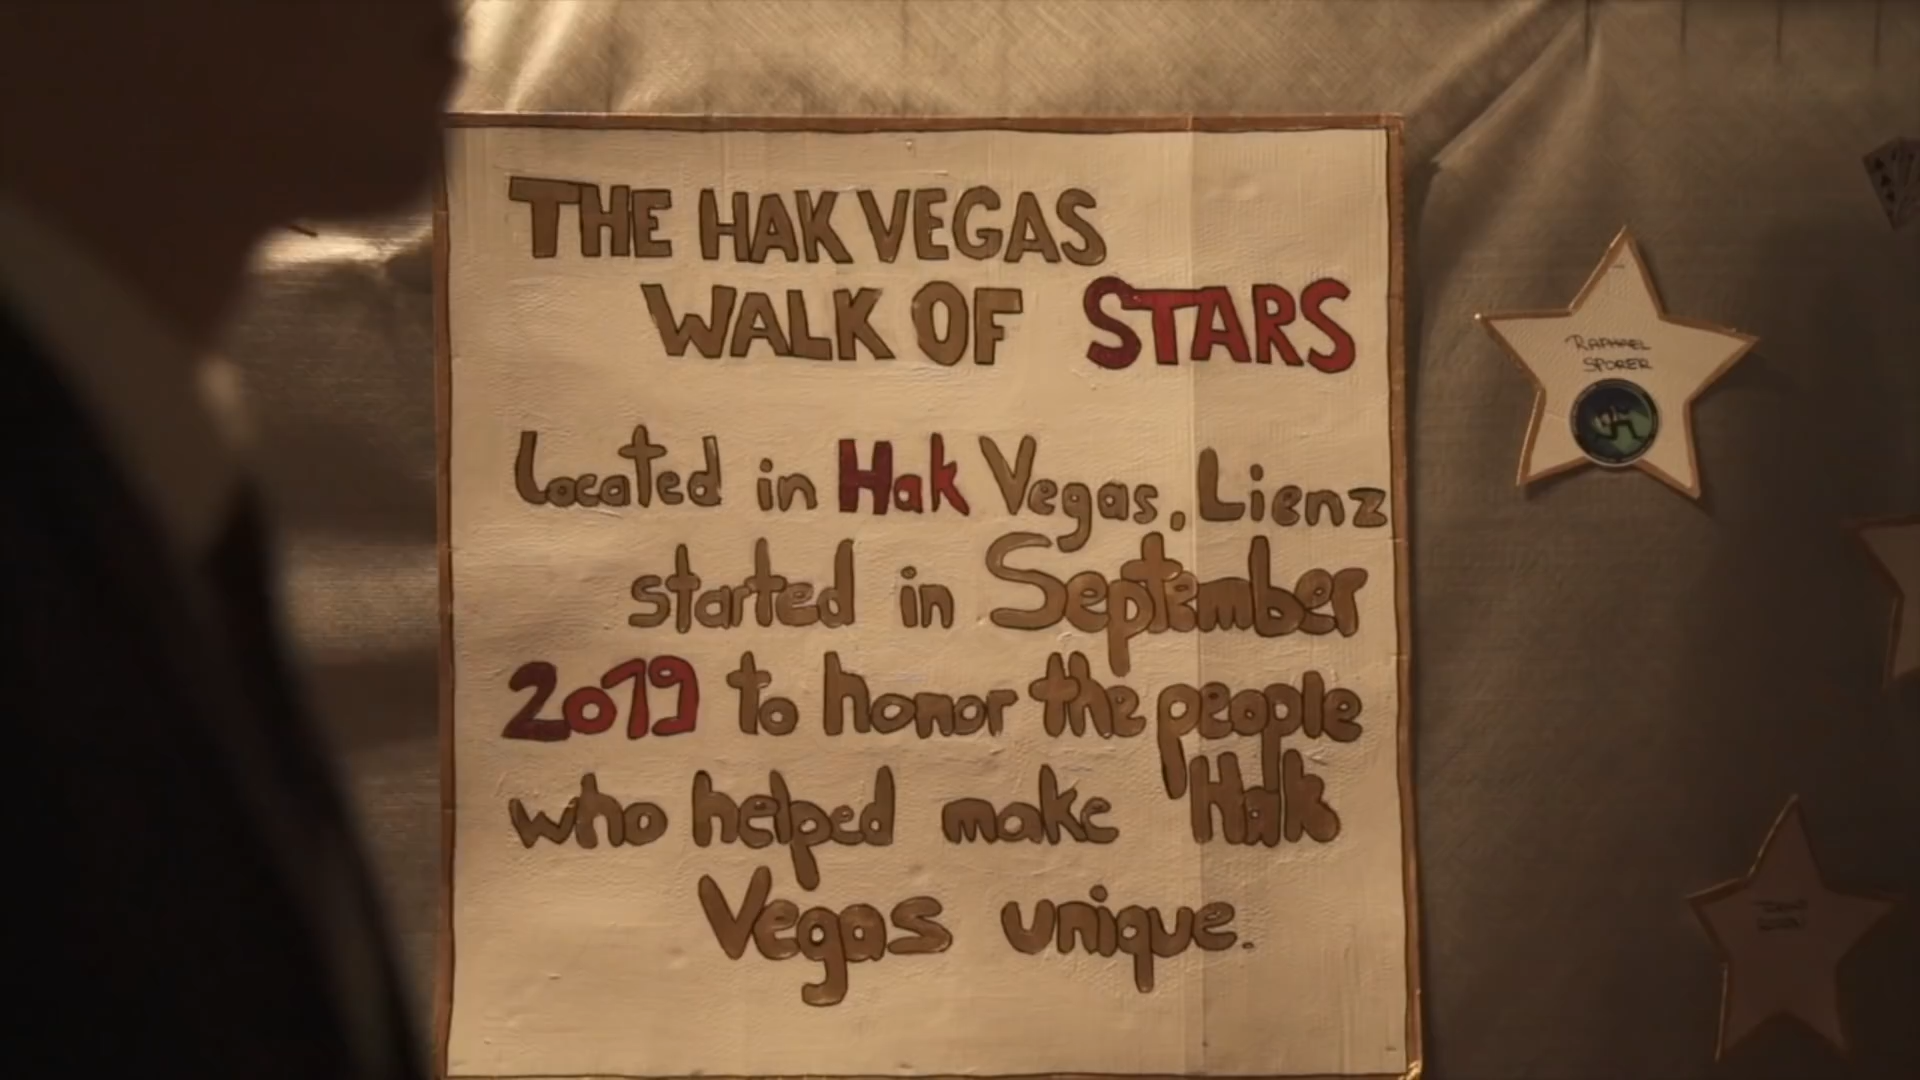 THE HAK VEGAS
WALK OF STARS
Located in Hak Vegas, Lienz
started in September
2019 to honor the people
who helped make Hak
Vegas unique.
RAPHAEL
SPORER